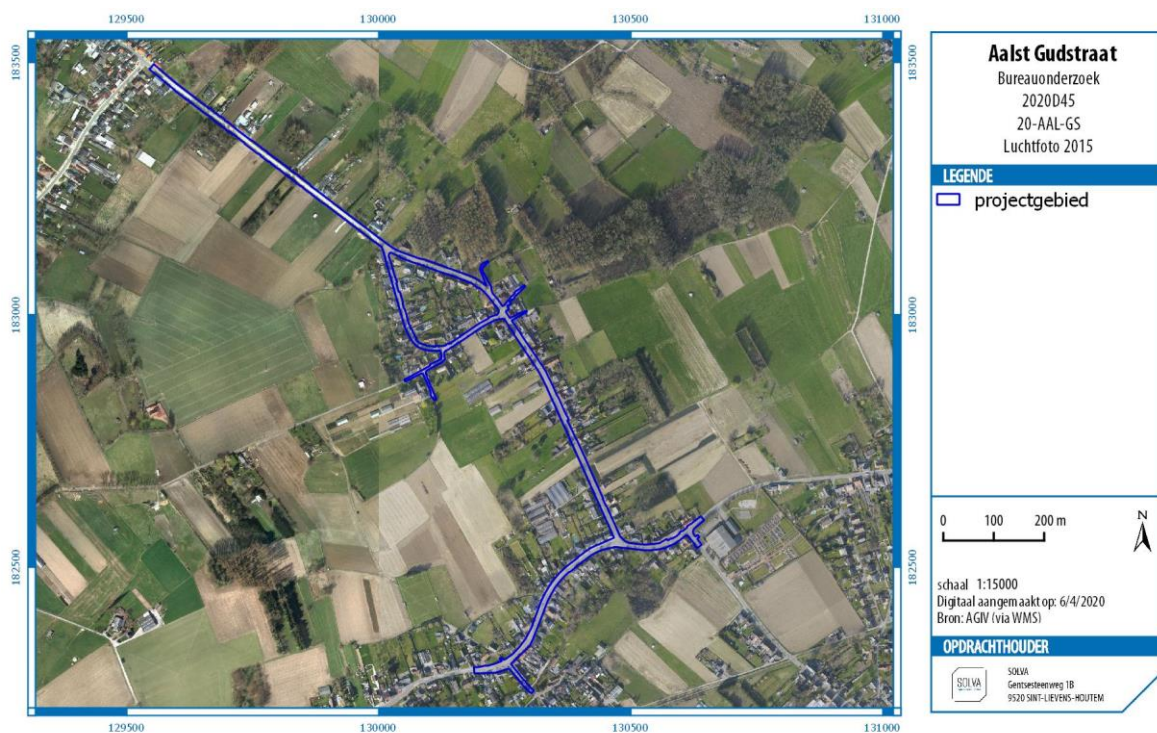 129500 130000 130500 131000
183500 183500
183000 183000
182500 182500
129500 130000 130500 131000
Aalst Gudstraat
Bureauonderzoek
2020D45
20-AAL-GS
Luchtfoto 2015
LEGENDE
projectgebied
0 100 200 m
N
schaal 1:15000
Digitaal aangemaakt op: 6/4/2020
Bron: AGIV (via WMS)
OPDRACHTHOUDER
SOLVA
SOLVA
Gentsesteenweg 1B
9520 SINT-LIEVENS-HOUTEM